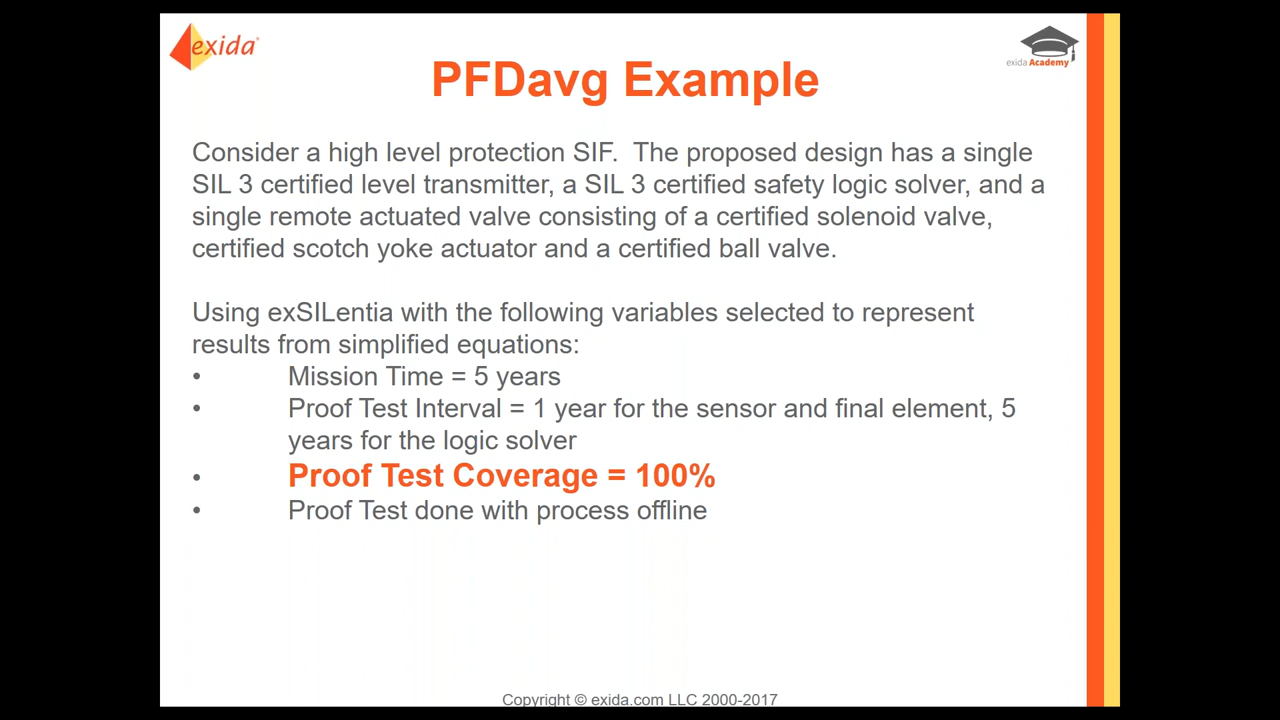 exida
exida Academy
PFDavg Example
Consider a high level protection SIF. The proposed design has a single
SIL 3 certified level transmitter, a SIL 3 certified safety logic solver, and a
single remote actuated valve consisting of a certified solenoid valve,
certified scotch yoke actuator and a certified ball valve.
Using exSILentia with the following variables selected to represent
results from simplified equations:
• Mission Time = 5 years
• Proof Test Interval = 1 year for the sensor and final element, 5
years for the logic solver
• Proof Test Coverage = 100%
• Proof Test done with process offline
Copyright © exida.com LLC 2000-2017